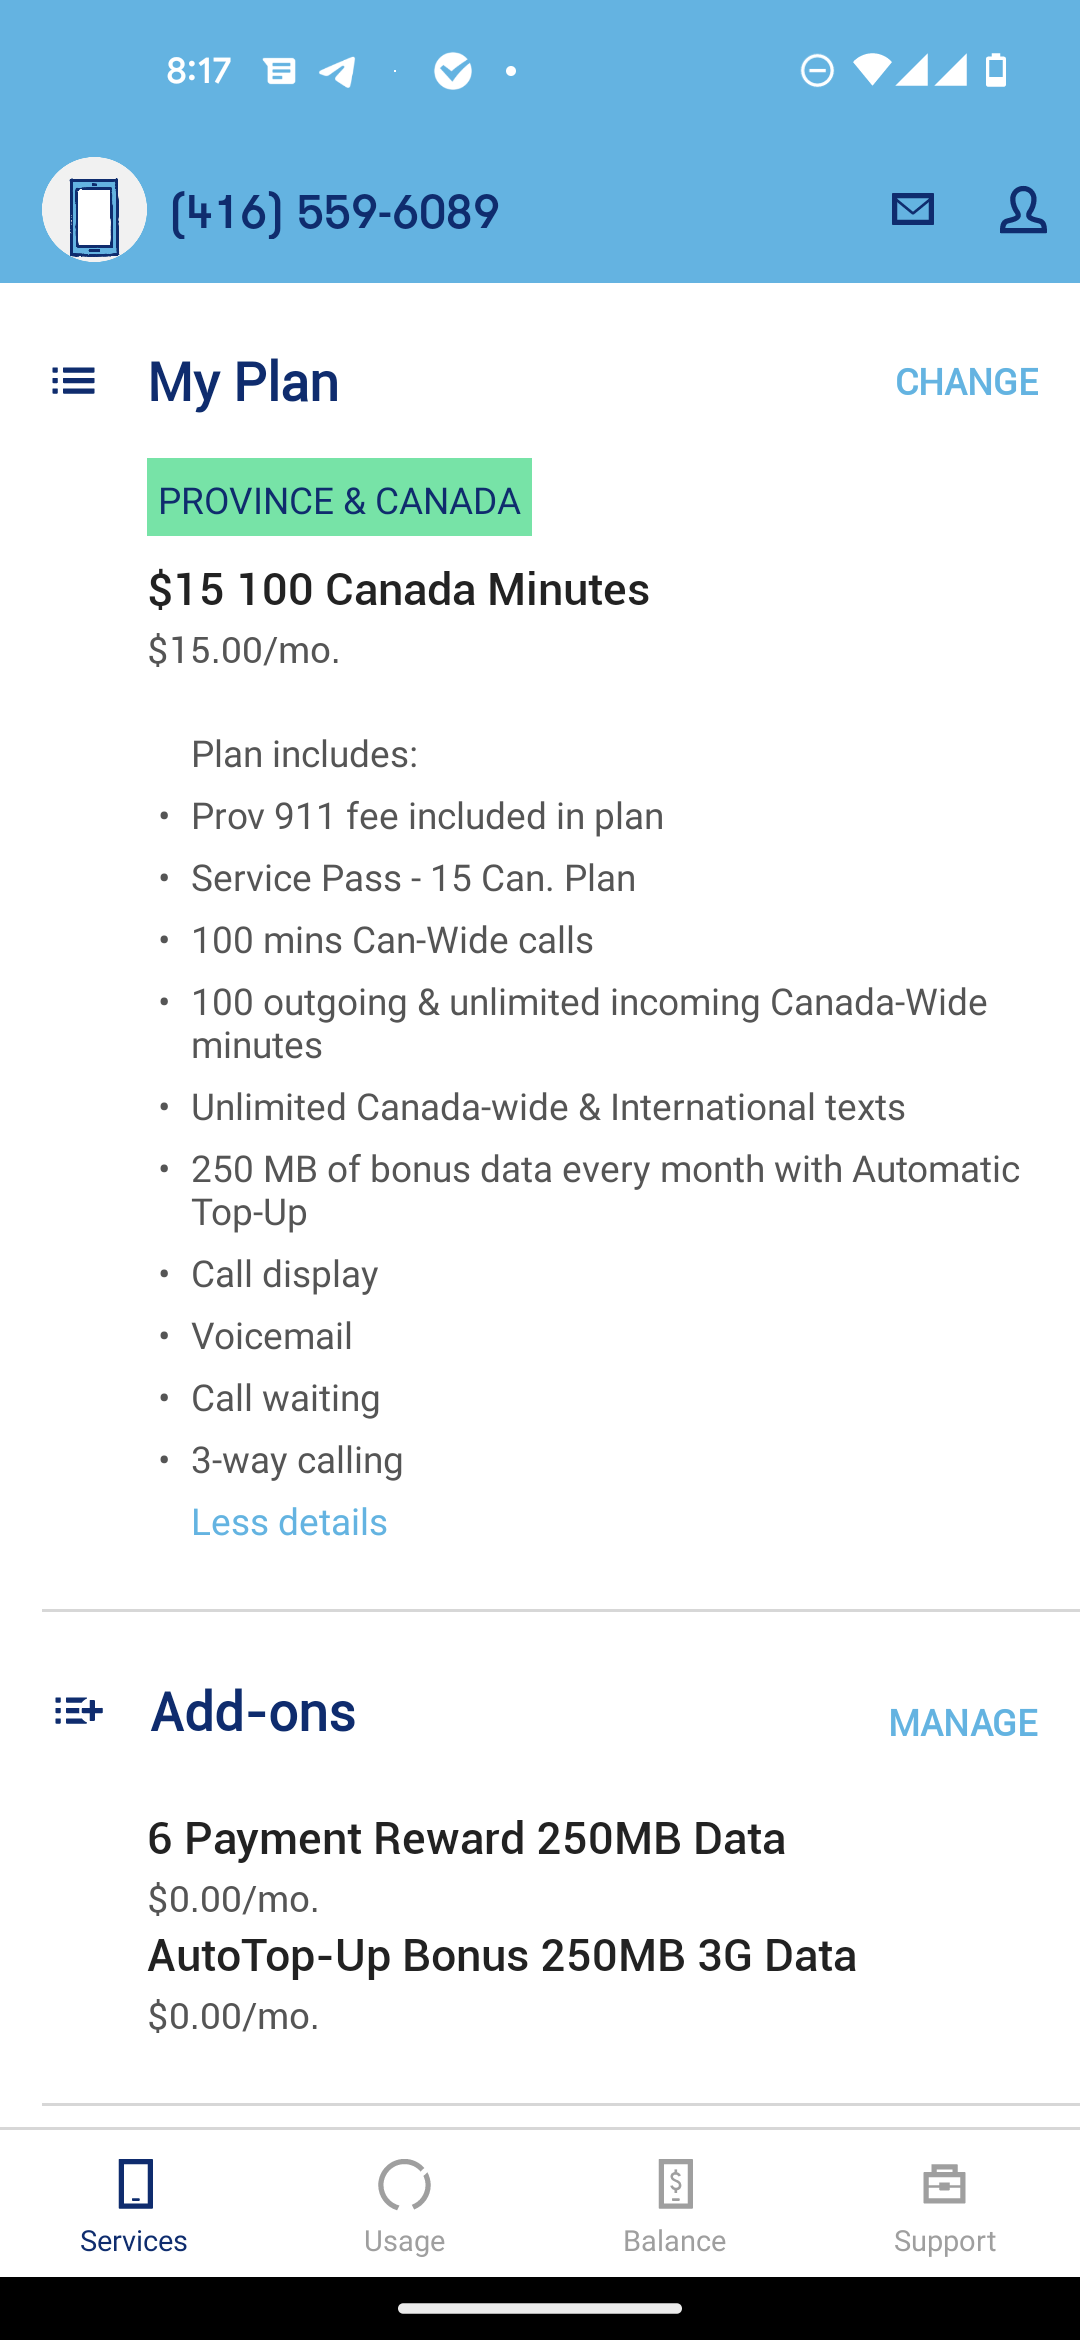 8:17
(416) 559-6089
My Plan
CHANGE
PROVINCE & CANADA
$15 100 Canada Minutes
$15.00/mo.
Plan includes:
• Prov 911 fee included in plan
• Service Pass - 15 Can. Plan
• 100 mins Can-Wide calls
• 100 outgoing & unlimited incoming Canada-Wide
minutes
• Unlimited Canada-wide & International texts
• 250 MB of bonus data every month with Automatic
Top-Up
• Call display
• Voicemail
• Call waiting
• 3-way calling
Less details
Add-ons
MANAGE
6 Payment Reward 250MB Data
$0.00/mo.
AutoTop-Up Bonus 250MB 3G Data
$0.00/mo.
Services
Usage
Balance
Support